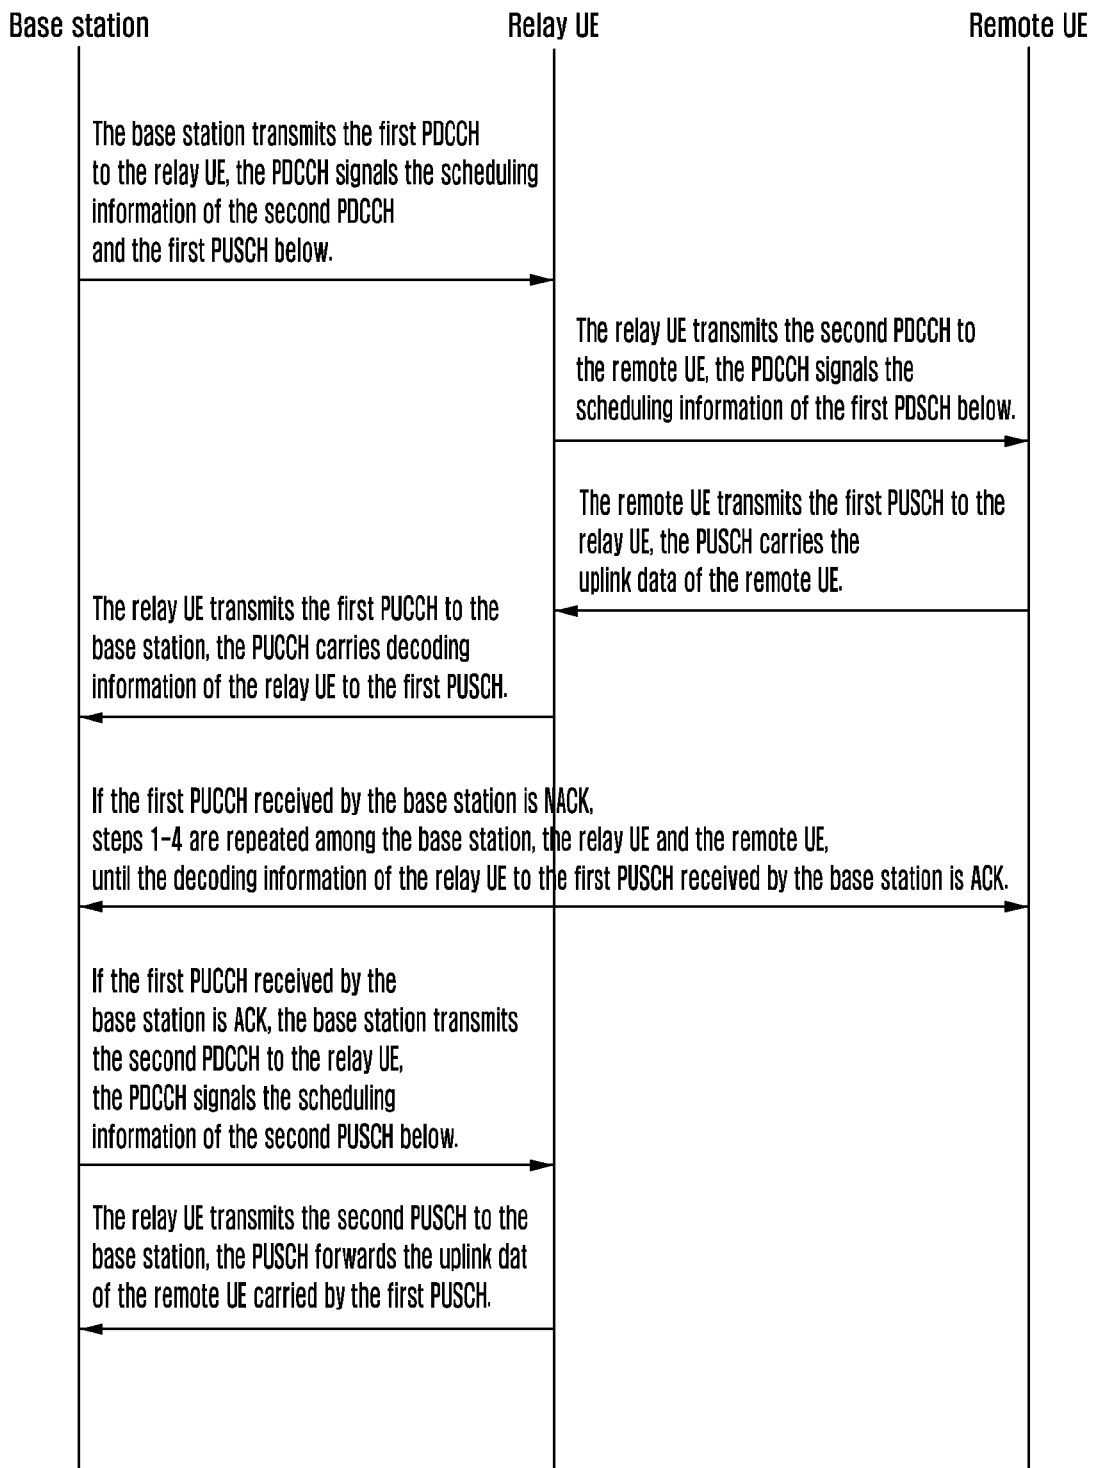 Base station
Relay UE
Remote UE
The base station transmits the first PDCCH
to the relay UE, the PDCCH signals the scheduling
information of the second PDCCH
and the first PUSCH below.
The relay UE transmits the second PDCCH to
the remote UE, the PDCCH signals the
scheduling information of the first PDSCH below.
The remote UE transmits the first PUSCH to the
relay UE, the PUSCH carries the
uplink data of the remote UE.
The relay UE transmits the first PUCCH to the
base station, the PUCCH carries decoding
information of the relay UE to the first PUSCH.
If the first PUCCH received by the base station is NACK,
steps 1-4 are repeated among the base station, the relay UE and the remote UE,
until the decoding information of the relay UE to the first PUSCH received by the base station is ACK.
If the first PUCCH received by the
base station is ACK, the base station transmits
the second PDCCH to the relay UE,
the PDCCH signals the scheduling
information of the second PUSCH below.
The relay UE transmits the second PUSCH to the
base station, the PUSCH forwards the uplink dat
of the remote UE carried by the first PUSCH.